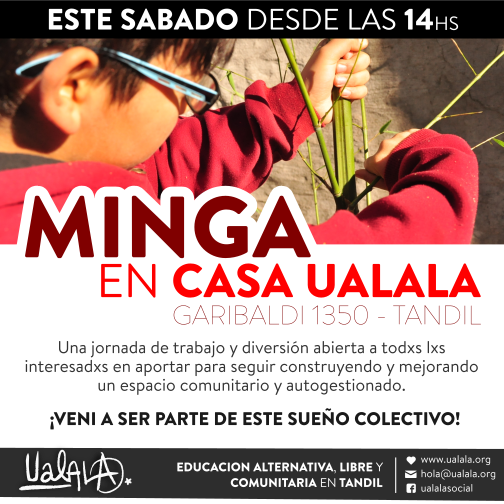 ESTE SABADO DESDE LAS 14HS
MINGA
EN CASA UALALA
GARIBALDI 1350 - TANDIL
Una jornada de trabajo y diversión abierta a todxs lxs
interesadxs en aportar para seguir construyendo y mejorando
un espacio comunitario y autogestionado.
¡VENI A SER PARTE DE ESTE SUEÑO COLECTIVO!
UALALA
EDUCACION ALTERNATIVA, LIBRE Y
COMUNITARIA EN TANDIL
www.ualala.org
hola@ualala.org
ualalasocial